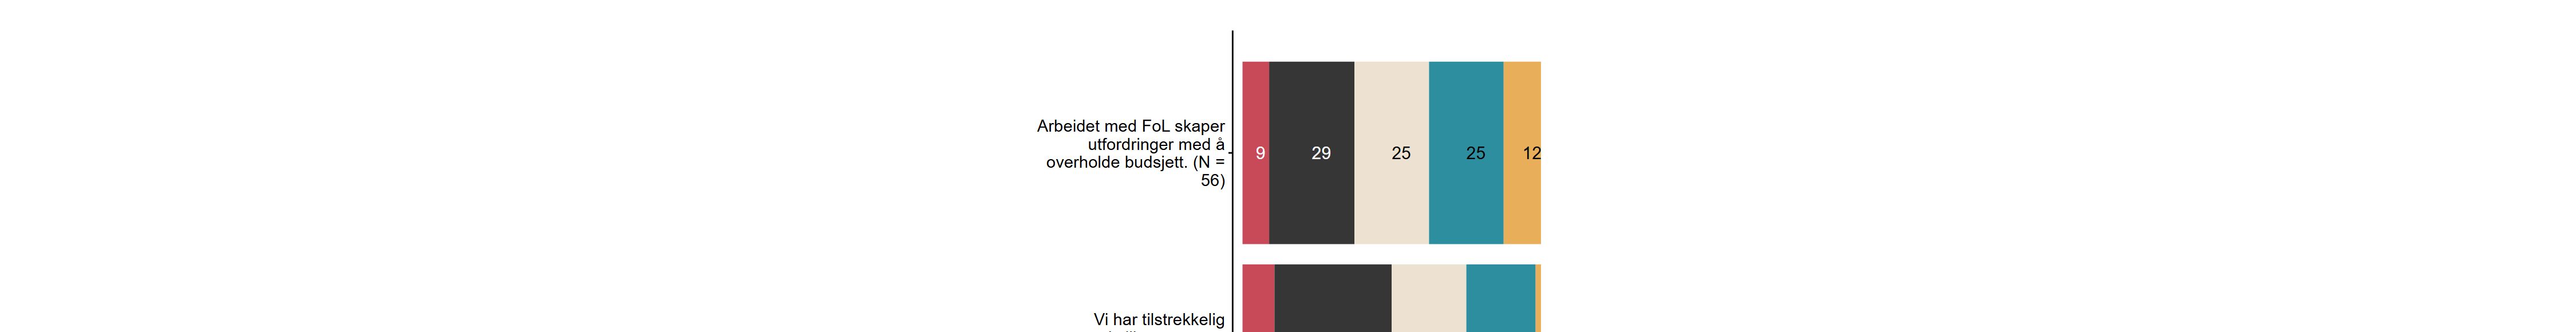 Arbeidet med FoL skaper
utfordringer med å
overholde budsjett. (N =
56)
9 29 25 25 12
Vi har tilstrekkelig